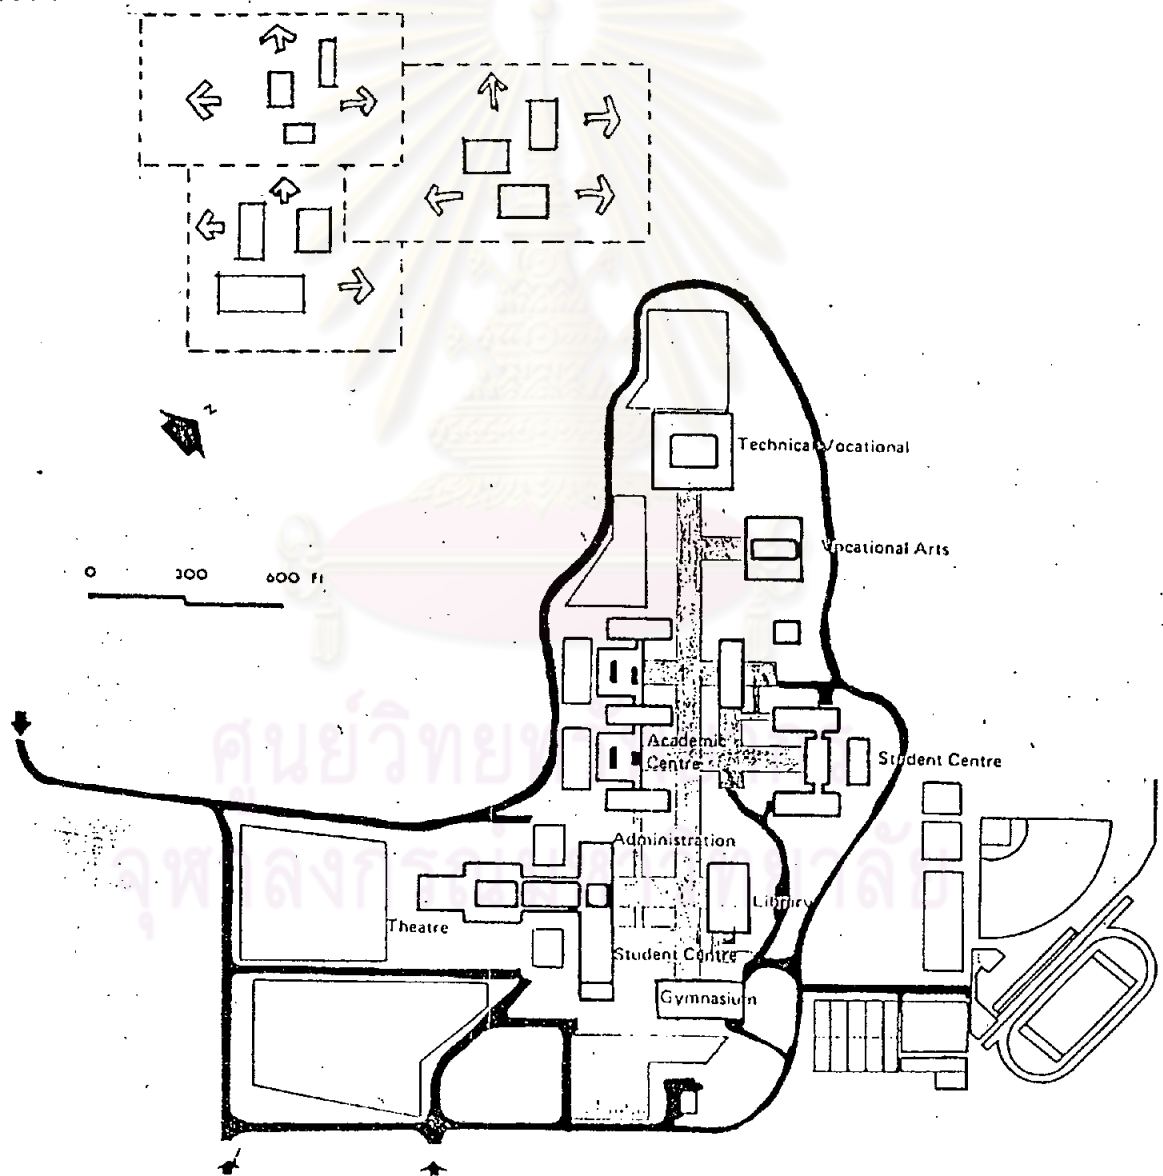 N
0 300 600 Ft
Technical Vocational
Vocational Arts
Academic
Centre
Student Centre
Administration
Library
Theatre
Student Centre
Gymnasium
ศูนย์วิทยทรัพยากร
จุฬาลงกรณ์มหาวิทยาลัย